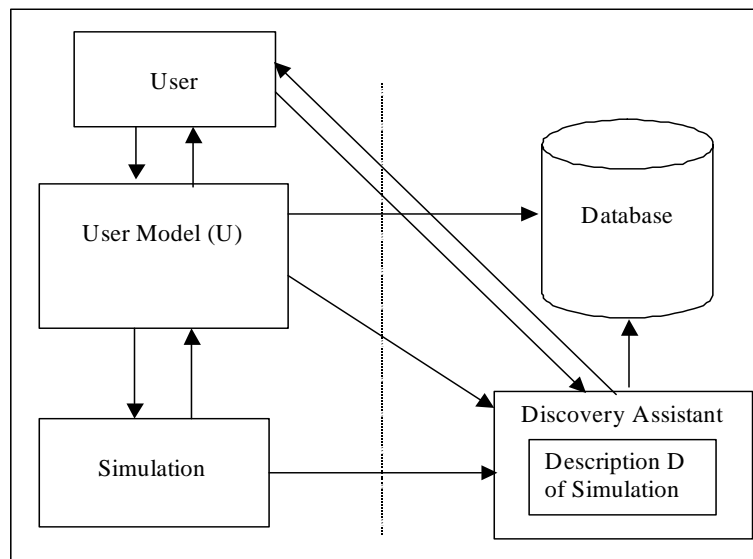 User
User Model (U)
Database
Simulation
Discovery Assistant
Description D
of Simulation